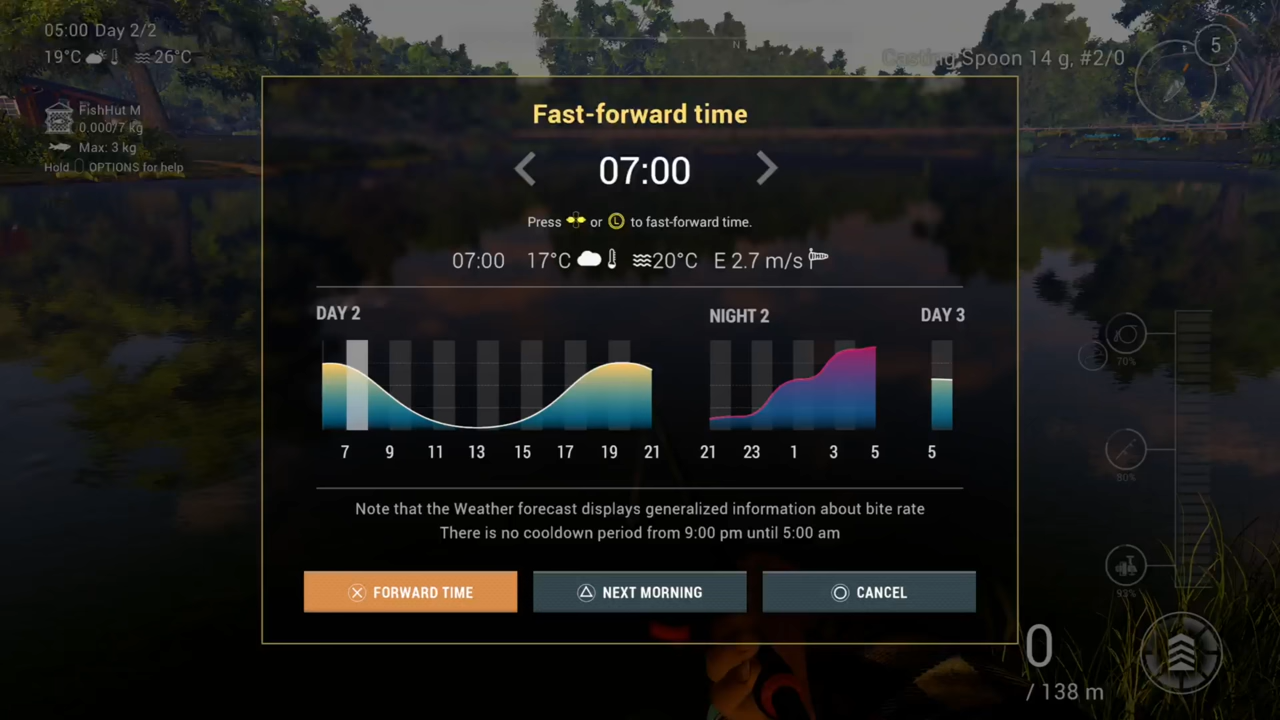 05:00 Day 2/2
19°C 26°C
FishHut M
0.000/7 kg
Max: 3 kg
Hold OPTIONS for help
N
Casting Spoon 14 g, #2/0
5
Fast-forward time
07:00
Press or L to fast-forward time.
07:00 17°C 20°C E 2.7 m/s
DAY 2 NIGHT 2 DAY 3
7 9 11 13 15 17 19 21 21 23 1 3 5 5
Note that the Weather forecast displays generalized information about bite rate
There is no cooldown period from 9:00 pm until 5:00 am
FORWARD TIME NEXT MORNING CANCEL
70%
80%
93%
0
/ 138 m